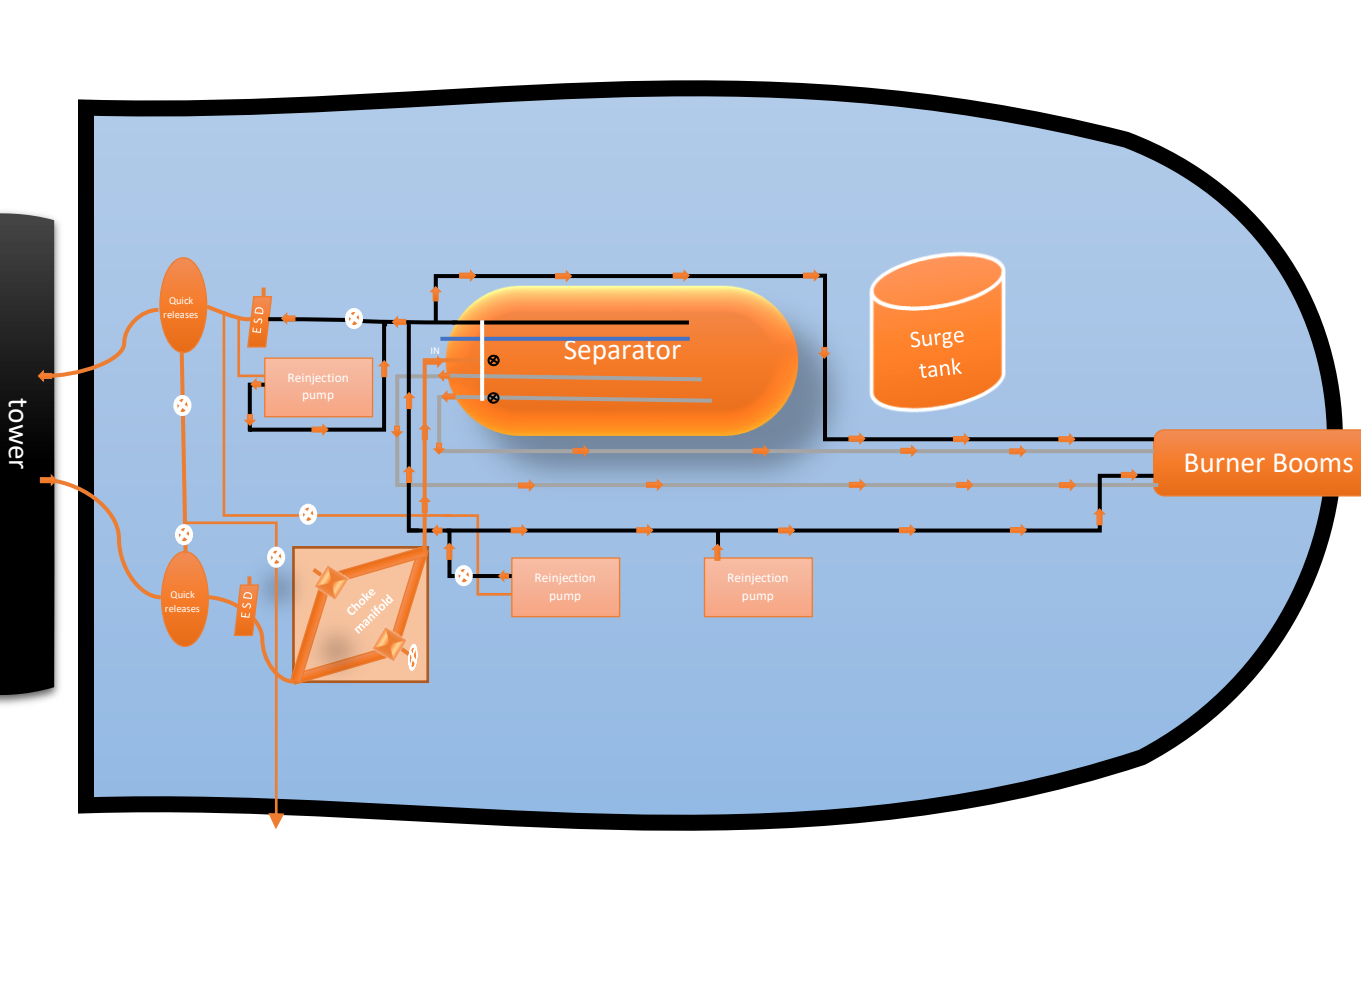 tower
Quick
releases
E S D
Reinjection
pump
IN
Separator
Surge
tank
Burner Booms
Quick
releases
E S D
Choke
manifold
Reinjection
pump
Reinjection
pump